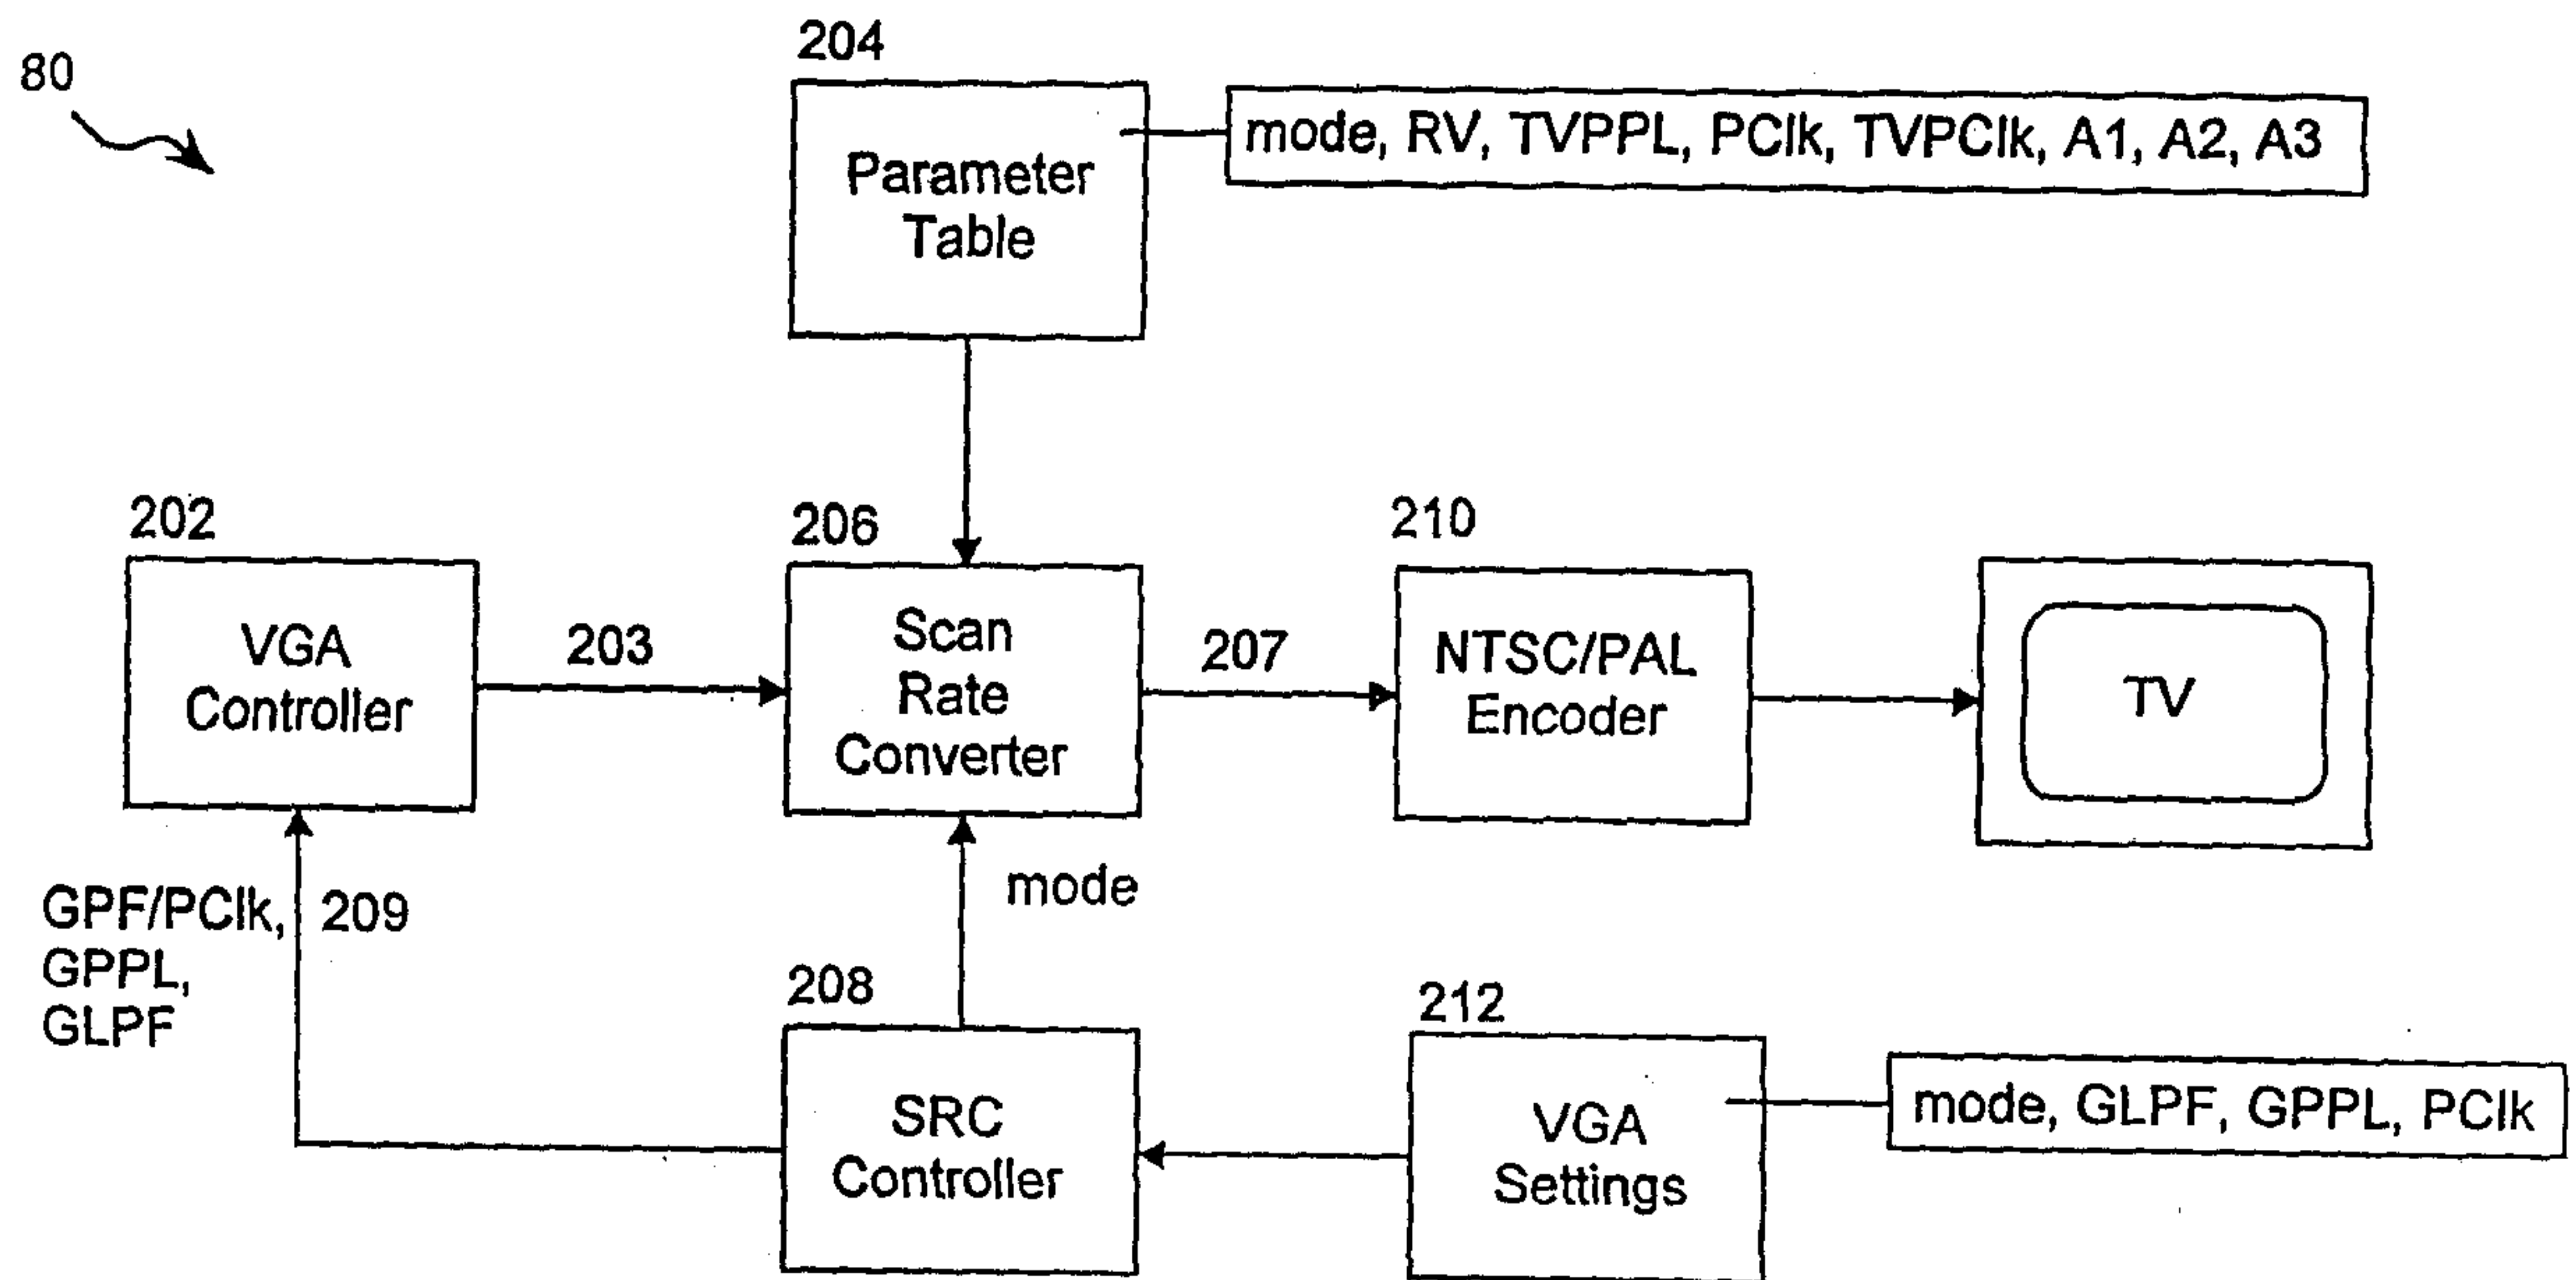 80
204
Parameter
Table
mode, RV, TVPPL, PClk, TVPClk, A1, A2, A3
202
VGA
Controller
203
206
Scan
Rate
Converter
207
210
NTSC/PAL
Encoder
TV
GPF/PClk,
GPPL,
GLPF
209
mode
208
SRC
Controller
212
VGA
Settings
mode, GLPF, GPPL, PClk